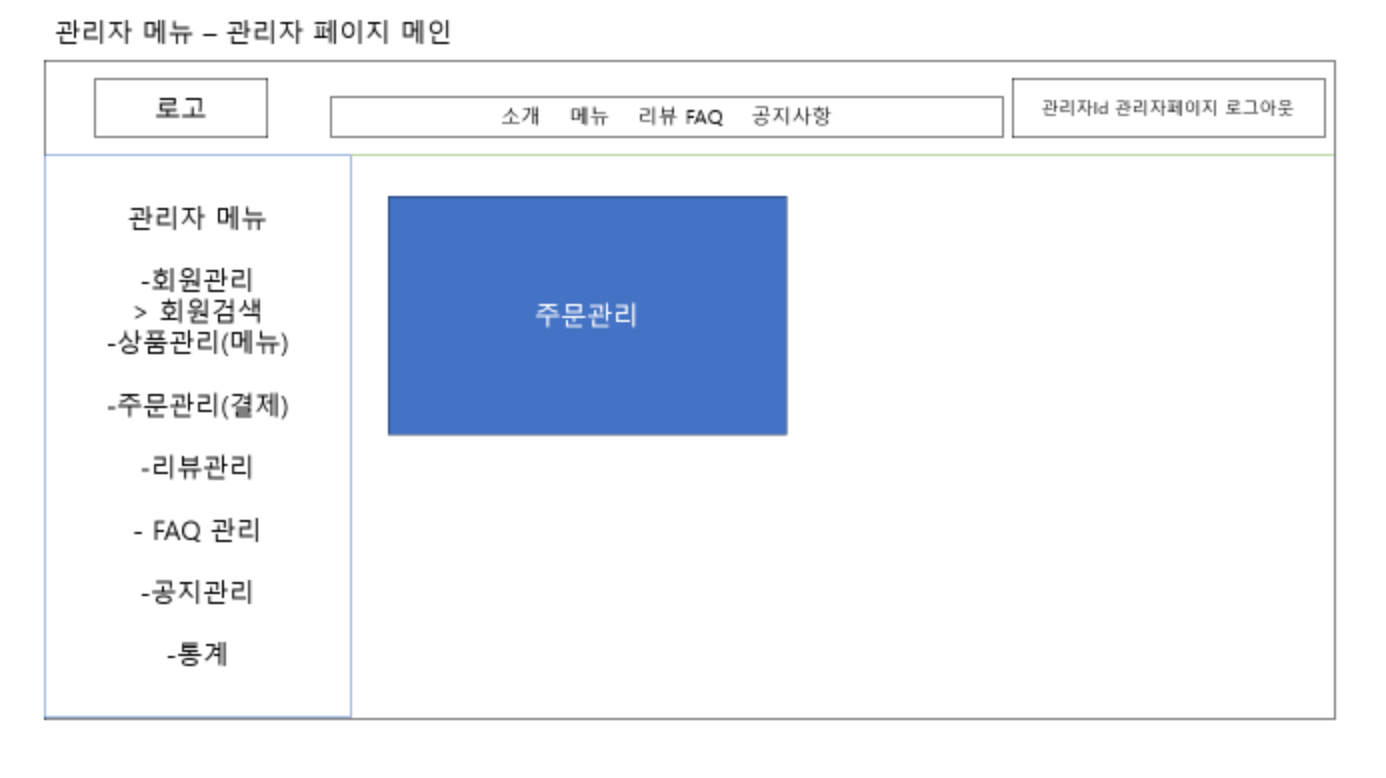 관리자 메뉴 – 관리자 페이지 메인
로고
소개 메뉴 리뷰 FAQ 공지사항
관리자Id 관리자페이지 로그아웃
관리자 메뉴
-회원관리
> 회원검색
-상품관리(메뉴)
-주문관리(결제)
-리뷰관리
- FAQ 관리
-공지관리
-통계
주문관리